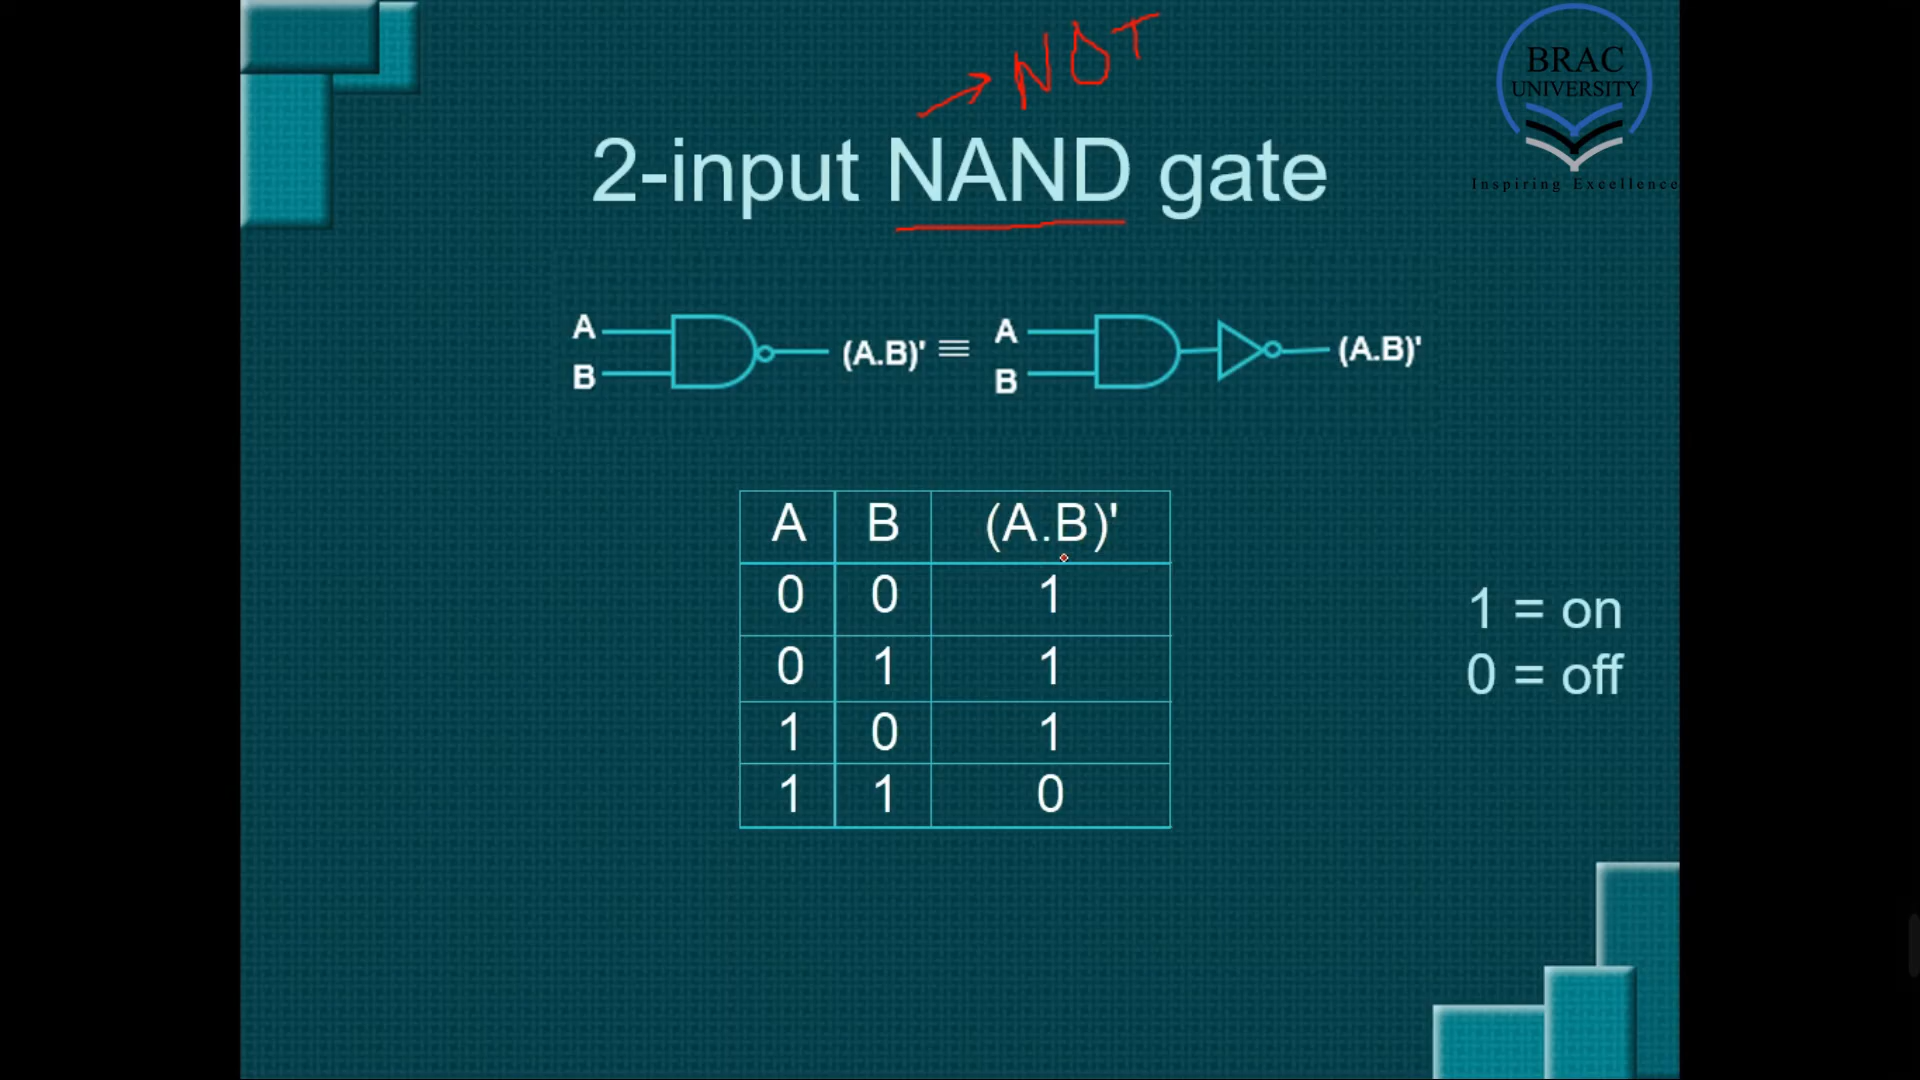 NOT
BRAC
UNIVERSITY
Inspiring Excellence
2-input NAND gate
A
B
(A.B)' ≡
A
B
(A.B)'
A B (A.B)'
0 0 1
0 1 1
1 0 1
1 1 0
1 = on
0 = off